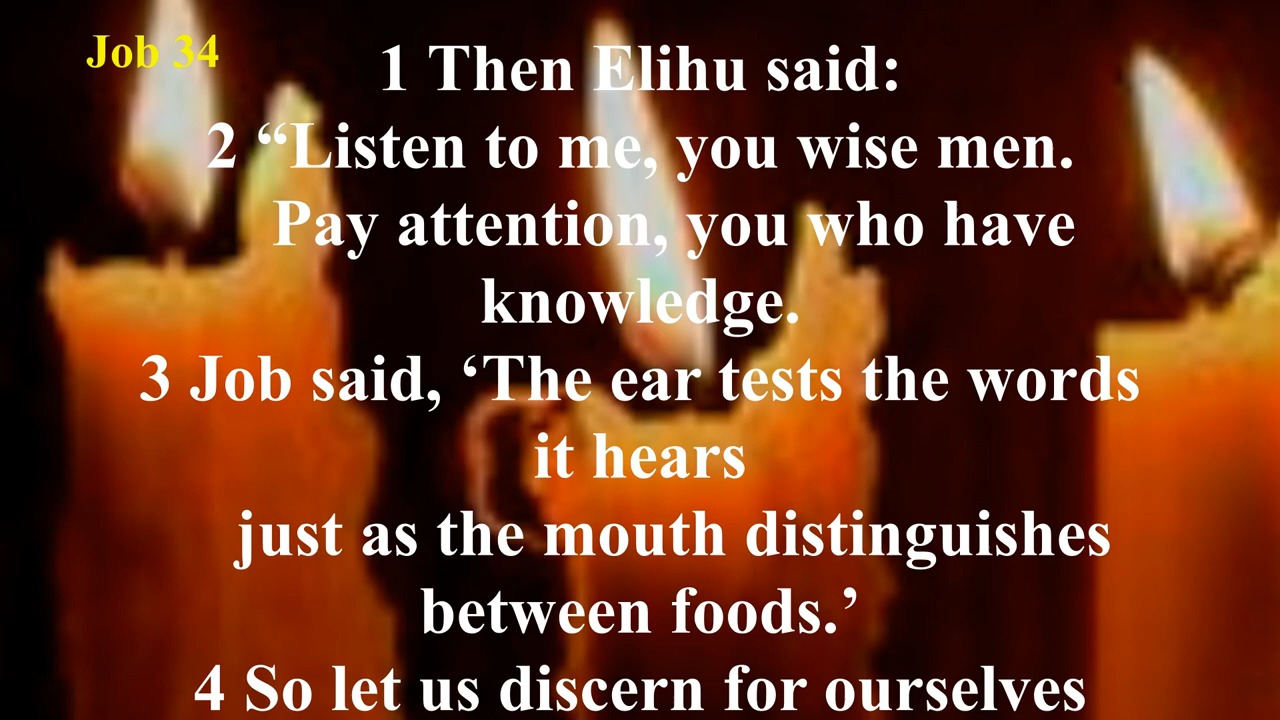 Job 34
1 Then Elihu said:
2 “Listen to me, you wise men.
Pay attention, you who have
knowledge.
3 Job said, ‘The ear tests the words
it hears
just as the mouth distinguishes
between foods.’
4 So let us discern for ourselves